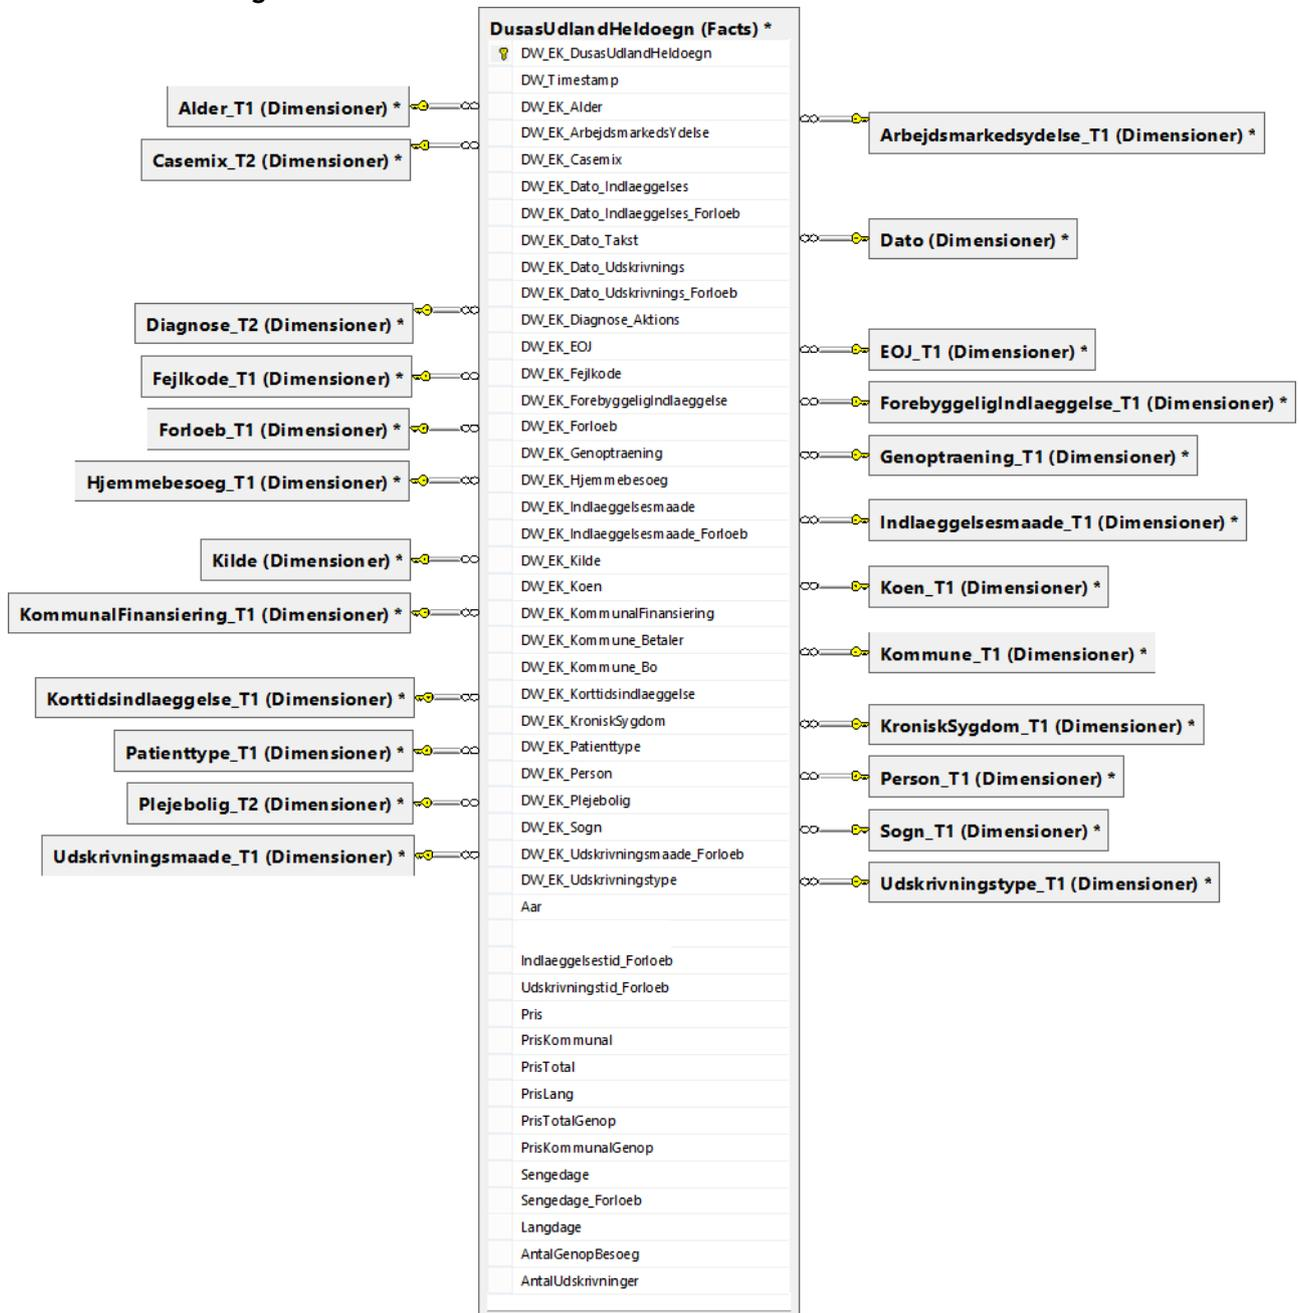 DusasUdlandHeldoegn (Facts) *
DW_EK_DusasUdlandHeldoegn
DW_Timestamp
DW_EK_Alder
DW_EK_ArbejdsmarkedsYdelse
DW_EK_Casemix
DW_EK_Dato_Indlaeggelses
DW_EK_Dato_Indlaeggelses_Forloeb
DW_EK_Dato_Takst
DW_EK_Dato_Udskrivnings
DW_EK_Dato_Udskrivnings_Forloeb
DW_EK_Diagnose_Aktions
DW_EK_EOJ
DW_EK_Fejlkode
DW_EK_ForebyggeligIndlaeggelse
DW_EK_Forloeb
DW_EK_Genoptraening
DW_EK_Hjemmebesoeg
DW_EK_Indlaeggelsesmaade
DW_EK_Indlaeggelsesmaade_Forloeb
DW_EK_Kilde
DW_EK_Koen
DW_EK_KommunalFinansiering
DW_EK_Kommune_Betaler
DW_EK_Kommune_Bo
DW_EK_Korttidsindlaeggelse
DW_EK_KroniskSygdom
DW_EK_Patienttype
DW_EK_Person
DW_EK_Plejebolig
DW_EK_Sogn
DW_EK_Udskrivningsmaade_Forloeb
DW_EK_Udskrivningstype
Aar
Indlaeggelsestid_Forloeb
Udskrivningstid_Forloeb
Pris
PrisKommunal
PrisTotal
PrisLang
PrisTotalGenop
PrisKommunalGenop
Sengedage
Sengedage_Forloeb
Langdage
AntalGenopBesoeg
AntalUdskrivninger
Alder_T1 (Dimensioner) *
Casemix_T2 (Dimensioner) *
Diagnose_T2 (Dimensioner) *
Fejlkode_T1 (Dimensioner) *
Forloeb_T1 (Dimensioner) *
Hjemmebesoeg_T1 (Dimensioner) *
Kilde (Dimensioner) *
KommunalFinansiering_T1 (Dimensioner) *
Korttidsindlaeggelse_T1 (Dimensioner) *
Patienttype_T1 (Dimensioner) *
Plejebolig_T2 (Dimensioner) *
Udskrivningsmaade_T1 (Dimensioner) *
Arbejdsmarkedsydelse_T1 (Dimensioner) *
Dato (Dimensioner) *
EOJ_T1 (Dimensioner) *
ForebyggeligIndlaeggelse_T1 (Dimensioner) *
Genoptraening_T1 (Dimensioner) *
Indlaeggelsesmaade_T1 (Dimensioner) *
Koen_T1 (Dimensioner) *
Kommune_T1 (Dimensioner) *
KroniskSygdom_T1 (Dimensioner) *
Person_T1 (Dimensioner) *
Sogn_T1 (Dimensioner) *
Udskrivningstype_T1 (Dimensioner) *